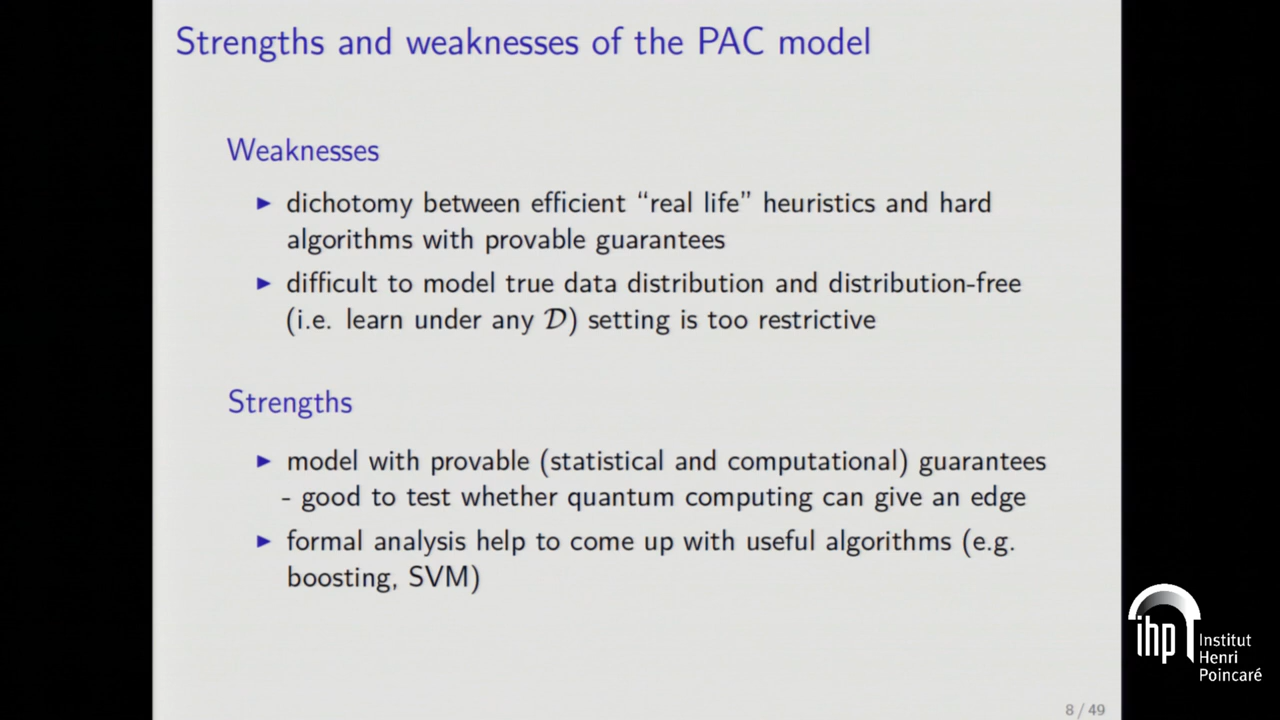 Strengths and weaknesses of the PAC model
Weaknesses
▶ dichotomy between efficient “real life” heuristics and hard
algorithms with provable guarantees
▶ difficult to model true data distribution and distribution-free
(i.e. learn under any 𝒟) setting is too restrictive
Strengths
▶ model with provable (statistical and computational) guarantees
- good to test whether quantum computing can give an edge
▶ formal analysis help to come up with useful algorithms (e.g.
boosting, SVM)
ihp
Institut
Henri
Poincaré
8 / 49